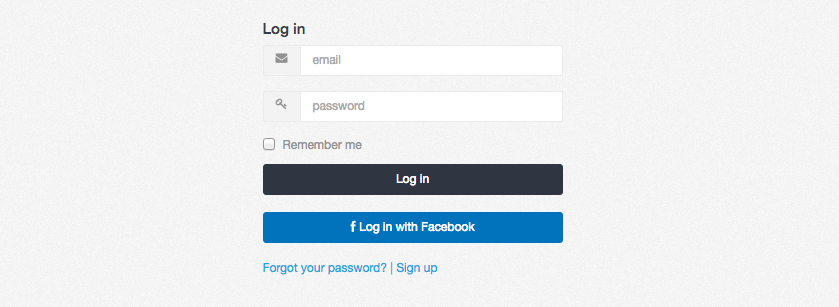 Log in
email
password
Remember me
Log in
f Log in with Facebook
Forgot your password? | Sign up